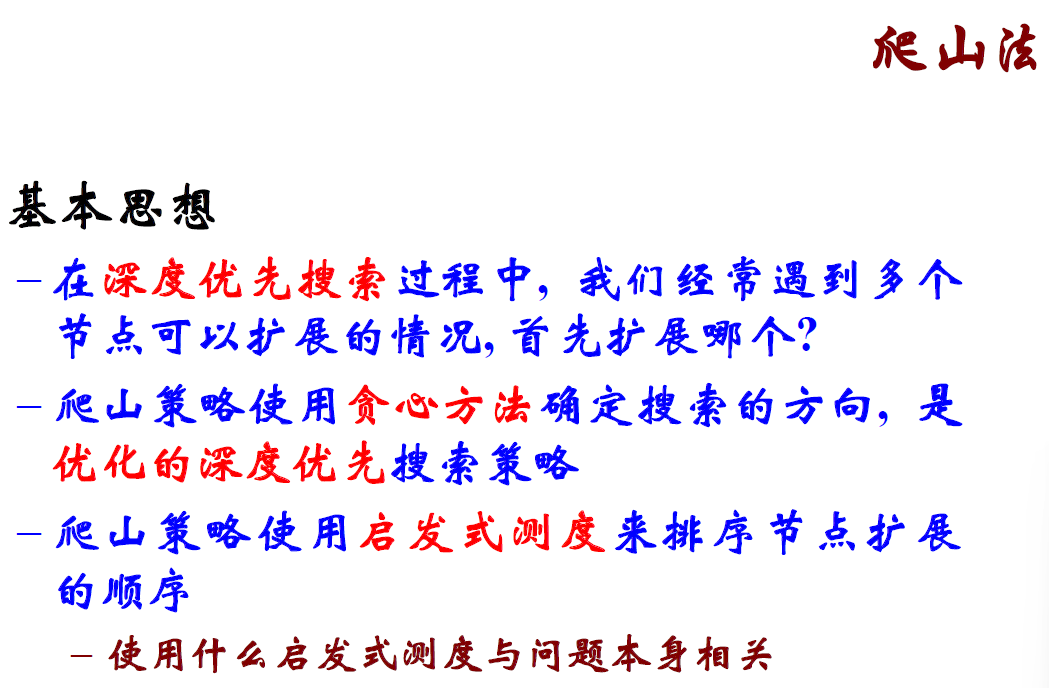 爬山法
基本思想
– 在深度优先搜索过程中, 我们经常遇到多个
节点可以扩展的情况, 首先扩展哪个?
– 爬山策略使用贪心方法确定搜索的方向, 是
优化的深度优先搜索策略
– 爬山策略使用启发式测度来排序节点扩展
的顺序
– 使用什么启发式测度与问题本身相关